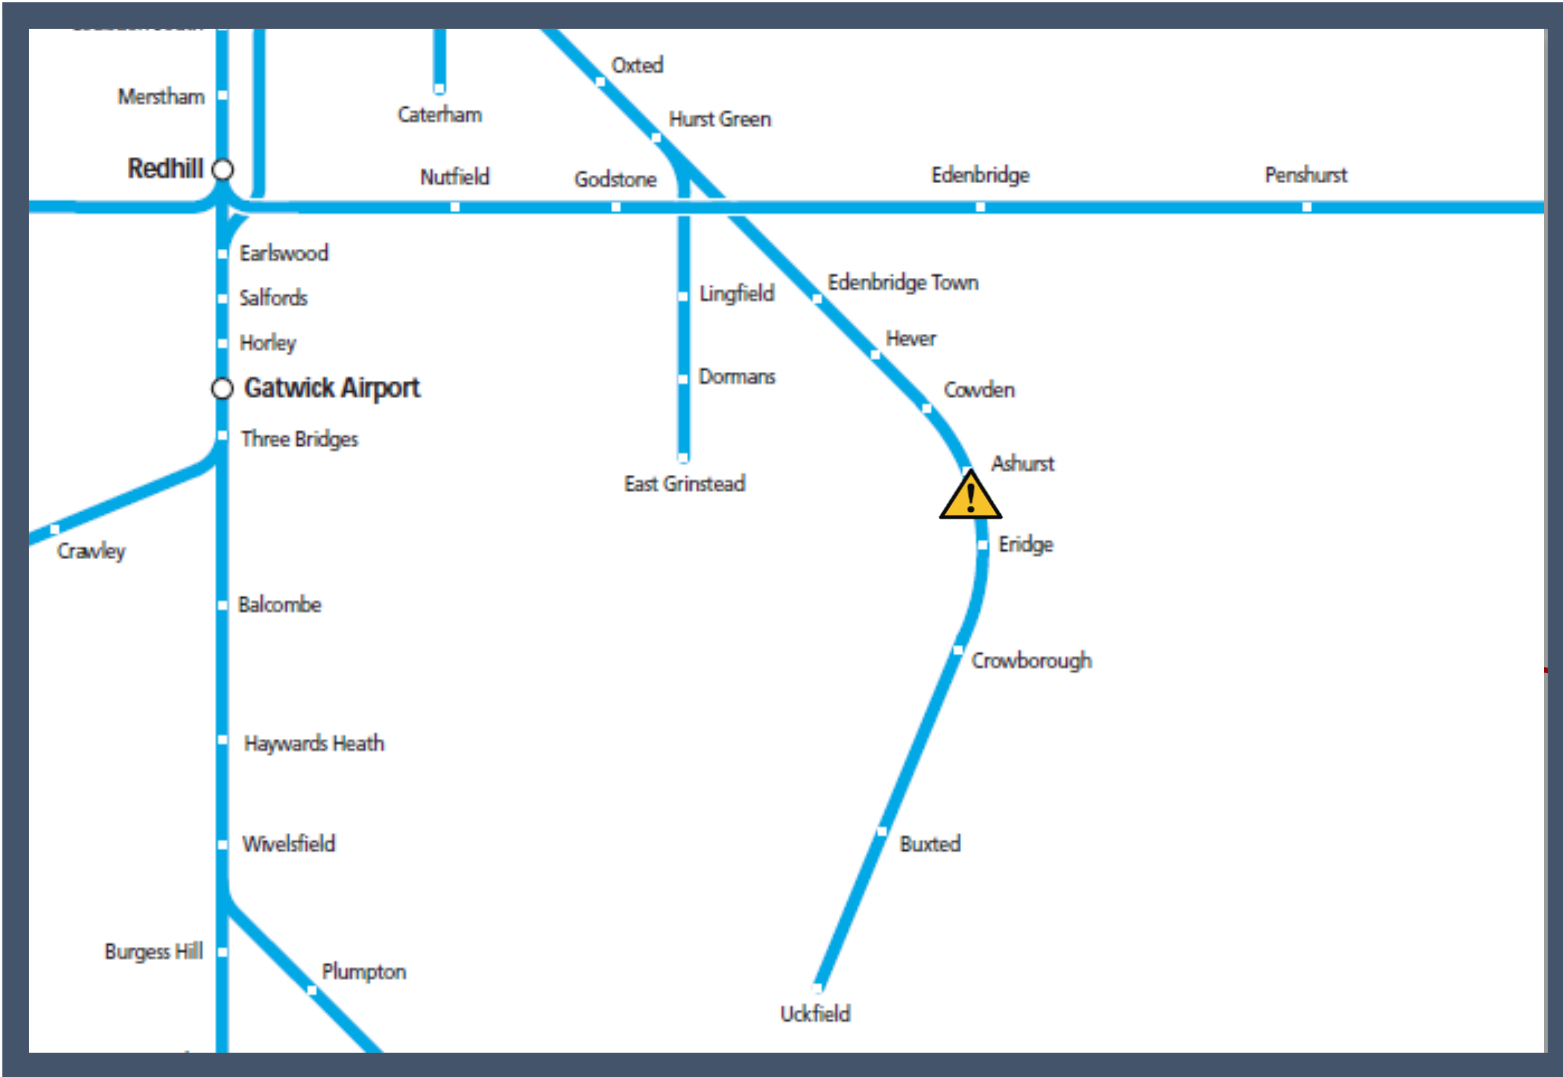 Merstham
Oxted
Caterham
Hurst Green
Redhill
Nutfield
Godstone
Edenbridge
Penshurst
Earlswood
Salfords
Horley
Gatwick Airport
Three Bridges
Crawley
Lingfield
Dormans
East Grinstead
Edenbridge Town
Hever
Cowden
Ashurst
!
Eridge
Crowborough
Balcombe
Haywards Heath
Wivelsfield
Buxted
Burgess Hill
Plumpton
Uckfield